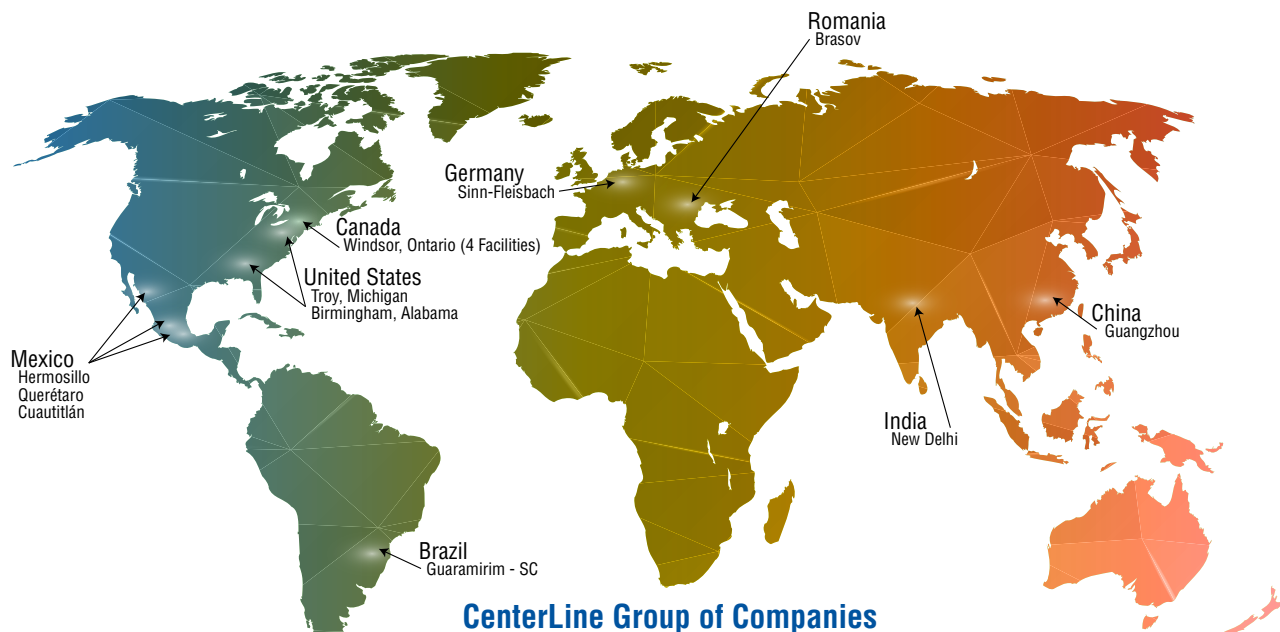 Romania
Brasov
Germany
Sinn-Fleisbach
Canada
Windsor, Ontario (4 Facilities)
United States
Troy, Michigan
Birmingham, Alabama
China
Guangzhou
Mexico
Hermosillo
Querétaro
Cuautitlán
India
New Delhi
Brazil
Guaramirim - SC
CenterLine Group of Companies